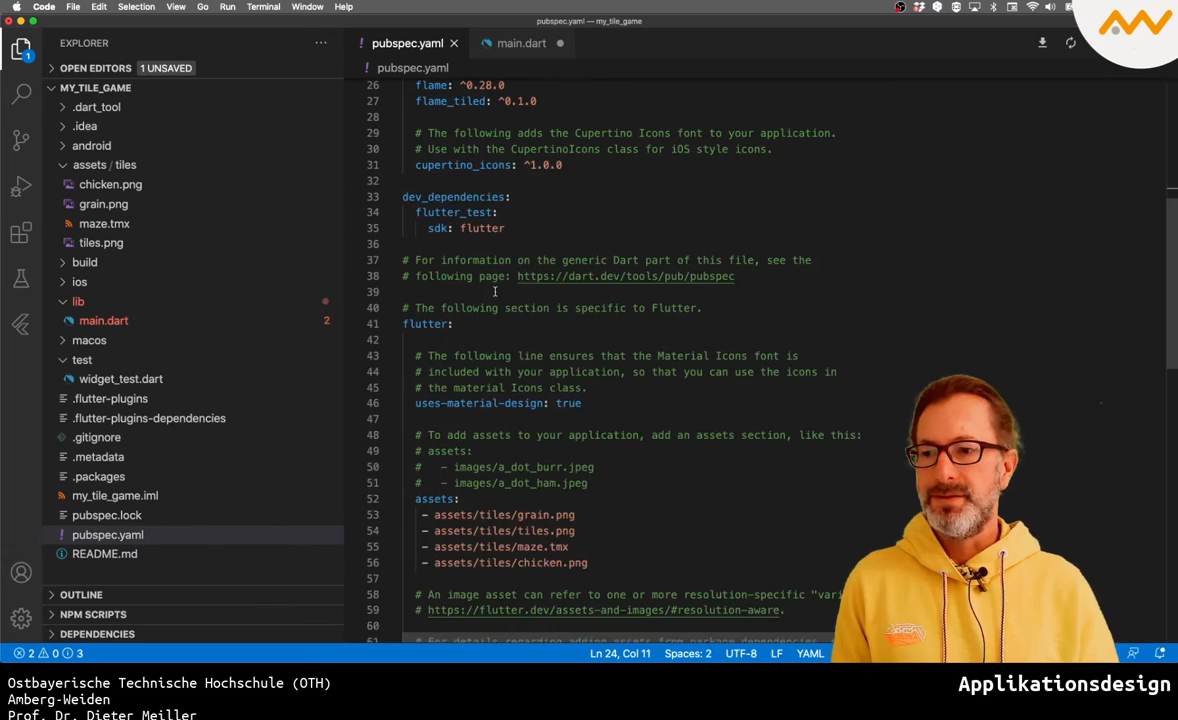 Code File Edit Selection View Go Run Terminal Window Help
pubspec.yaml — my_tile_game
EXPLORER
OPEN EDITORS 1 UNSAVED
MY_TILE_GAME
.dart_tool
.idea
android
assets / tiles
chicken.png
grain.png
maze.tmx
tiles.png
build
ios
lib
main.dart 2
macos
test
widget_test.dart
.flutter-plugins
.flutter-plugins-dependencies
.gitignore
.metadata
.packages
my_tile_game.iml
pubspec.lock
pubspec.yaml
README.md
OUTLINE
NPM SCRIPTS
DEPENDENCIES
1
pubspec.yaml
main.dart
pubspec.yaml
26 flame: ^0.28.0
27 flame_tiled: ^0.1.0
28
29 # The following adds the Cupertino Icons font to your application.
30 # Use with the CupertinoIcons class for iOS style icons.
31 cupertino_icons: ^1.0.0
32
33 dev_dependencies:
34 flutter_test:
35 sdk: flutter
36
37 # For information on the generic Dart part of this file, see the
38 # following page: https://dart.dev/tools/pub/pubspec
39
40 # The following section is specific to Flutter.
41 flutter:
42
43 # The following line ensures that the Material Icons font is
44 # included with your application, so that you can use the icons in
45 # the material Icons class.
46 uses-material-design: true
47
48 # To add assets to your application, add an assets section, like this:
49 # assets:
50 # - images/a_dot_burr.jpeg
51 # - images/a_dot_ham.jpeg
52 assets:
53 - assets/tiles/grain.png
54 - assets/tiles/tiles.png
55 - assets/tiles/maze.tmx
56 - assets/tiles/chicken.png
57
58 # An image asset can refer to one or more resolution-specific "vari
59 # https://flutter.dev/assets-and-images/#resolution-aware.
60
61 # For details regarding adding assets from package dependencies,
2 0 3
Ln 24, Col 11 Spaces: 2 UTF-8 LF YAML
Ostbayerische Technische Hochschule (OTH)
Amberg-Weiden
Prof. Dr. Dieter Meiller
Applikationsdesign